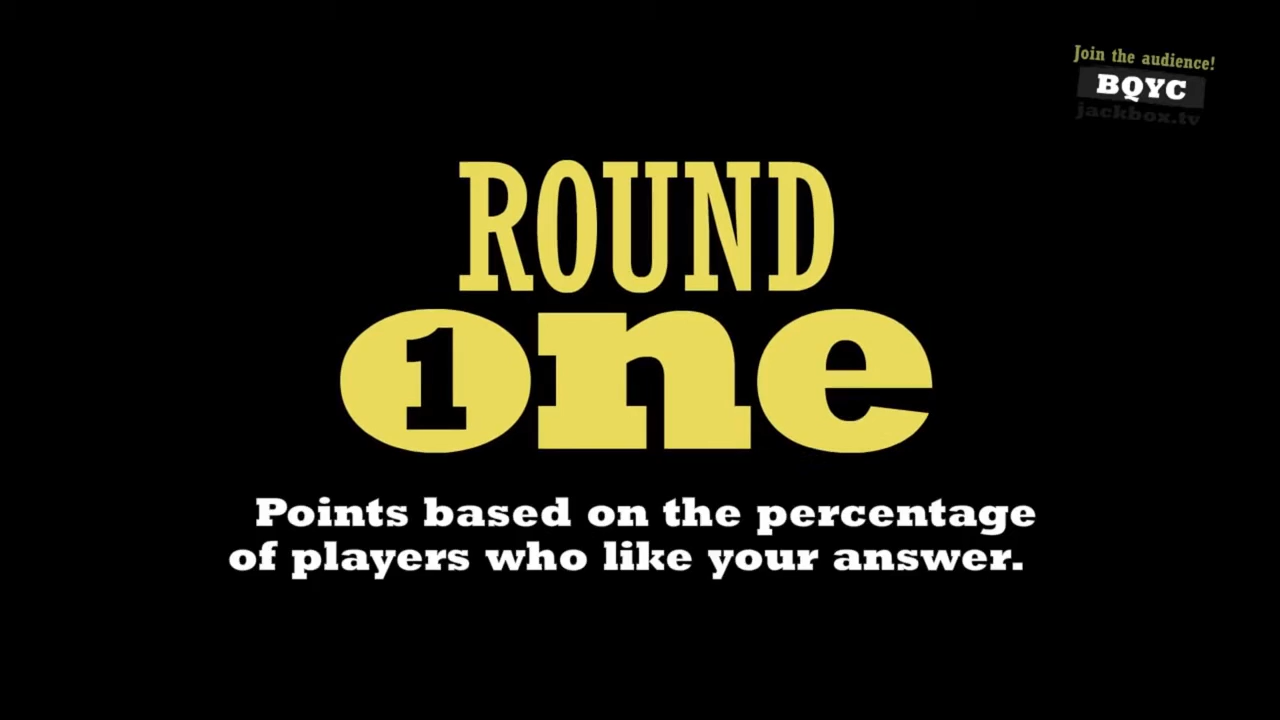 Join the audience!
BQYC
jackbox.tv
ROUND
1
One
Points based on the percentage
of players who like your answer.